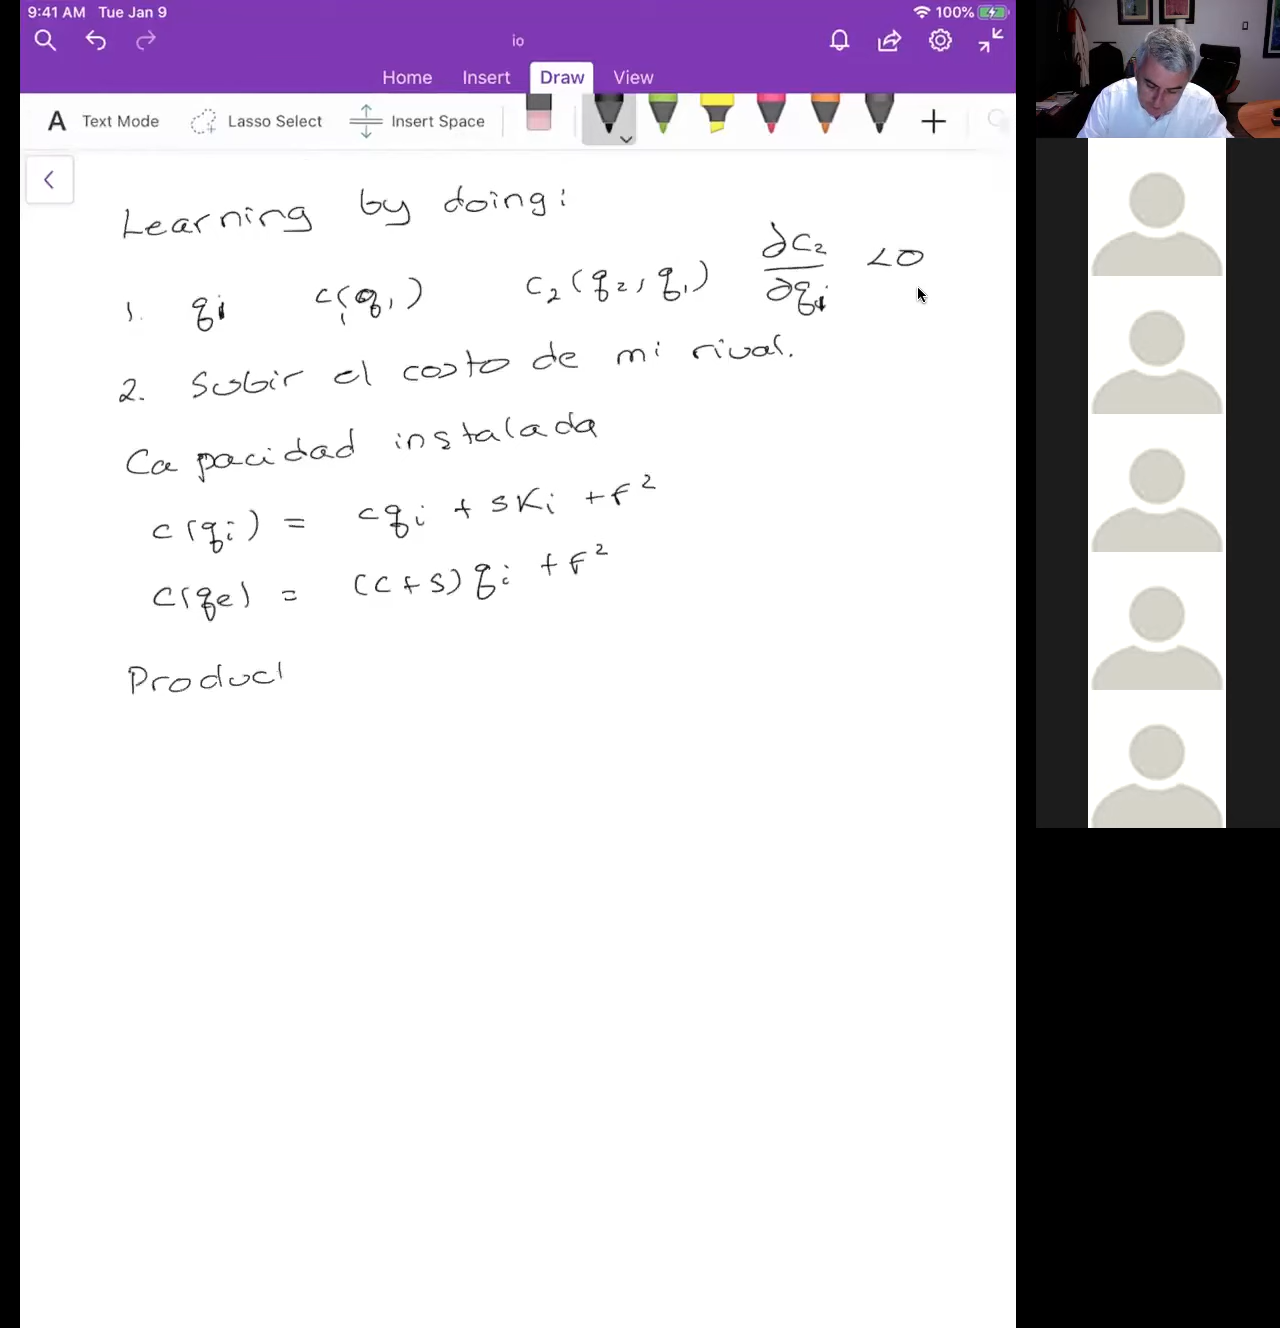 9:41 AM Tue Jan 9
100%
io
Home Insert Draw View
A Text Mode Lasso Select Insert Space
Learning by doing:
1. qi c₁(q₁) c₂(q₂, q₁) ∂c₂/∂qi <0
2. Subir el costo de mi rival.
Capacidad instalada
c(qi) = cqi + sKi + F²
c(qe) = (c+s)qi + F²
Product